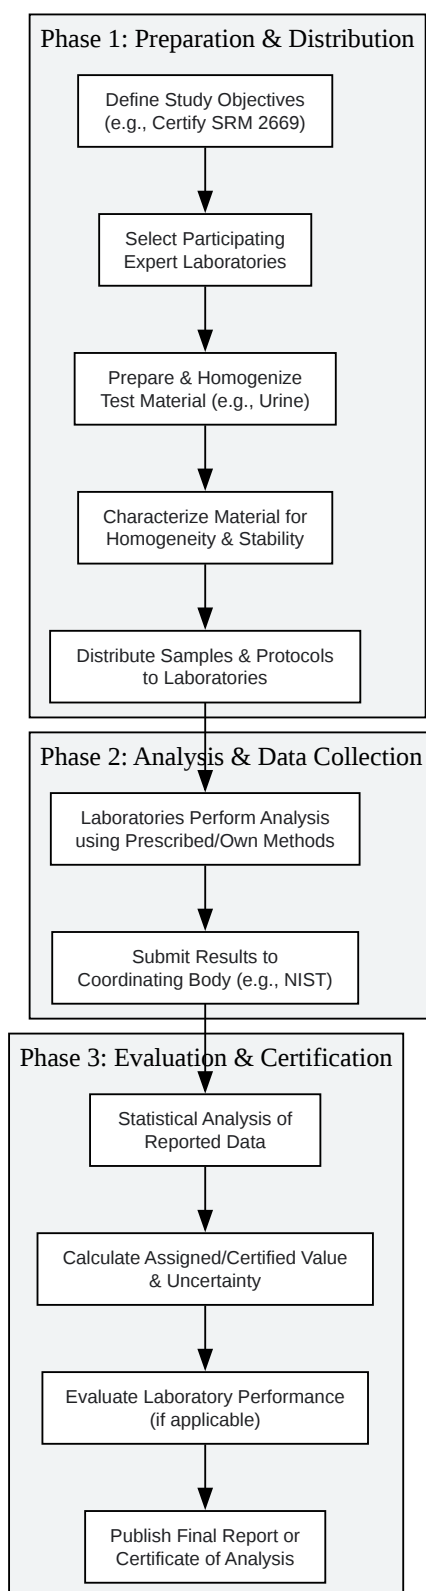 Phase 1: Preparation & Distribution
Define Study Objectives
(e.g., Certify SRM 2669)
Select Participating
Expert Laboratories
Prepare & Homogenize
Test Material (e.g., Urine)
Characterize Material for
Homogeneity & Stability
Distribute Samples & Protocols
to Laboratories
Phase 2: Analysis & Data Collection
Laboratories Perform Analysis
using Prescribed/Own Methods
Submit Results to
Coordinating Body (e.g., NIST)
Phase 3: Evaluation & Certification
Statistical Analysis of
Reported Data
Calculate Assigned/Certified Value
& Uncertainty
Evaluate Laboratory Performance
(if applicable)
Publish Final Report or
Certificate of Analysis